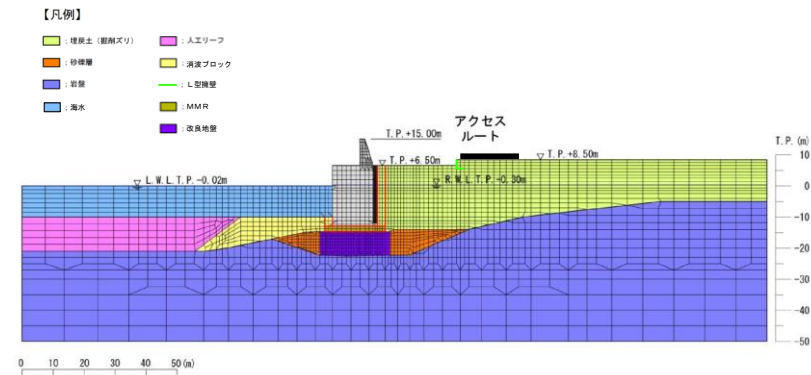 【凡例】
：埋戻土（掘削ズリ）
：人工リーフ
：砂礫層
：消波ブロック
：岩盤
：Ｌ型擁壁
：海水
：ＭＭＲ
：改良地盤
T.P.+15.00m
アクセス
ルート
T.P.(m)
T.P.+6.50m
T.P.+8.50m
L.W.L.T.P.-0.02m
R.W.L.T.P.-0.30m
10
0
-10
-20
-30
-40
-50
0 10 20 30 40 50(m)